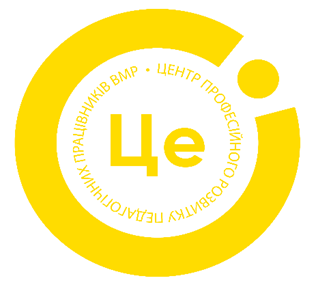 Це
ЦЕНТР ПРОФЕСІЙНОГО РОЗВИТКУ ПЕДАГОГІЧНИХ ПРАЦІВНИКІВ ВМР •